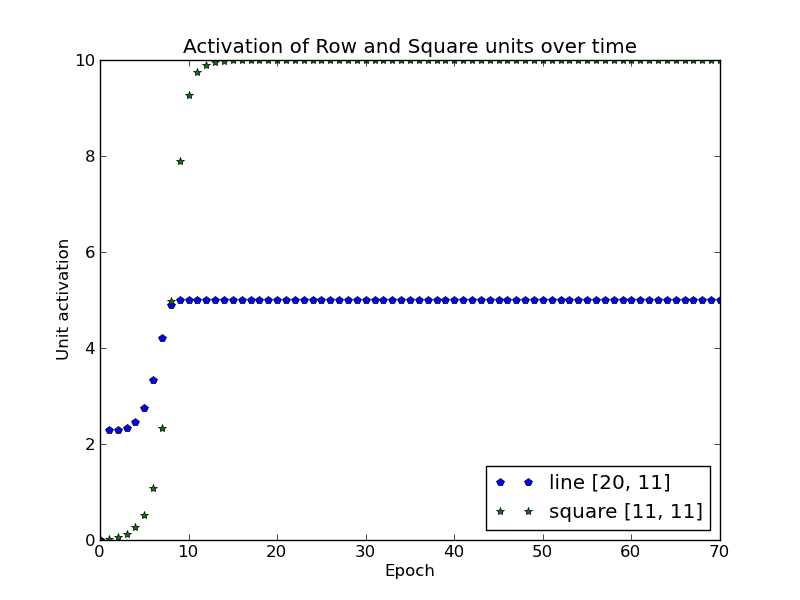 Activation of Row and Square units over time
10
8
6
4
2
0
Unit activation
line [20, 11]
square [11, 11]
0 10 20 30 40 50 60 70
Epoch